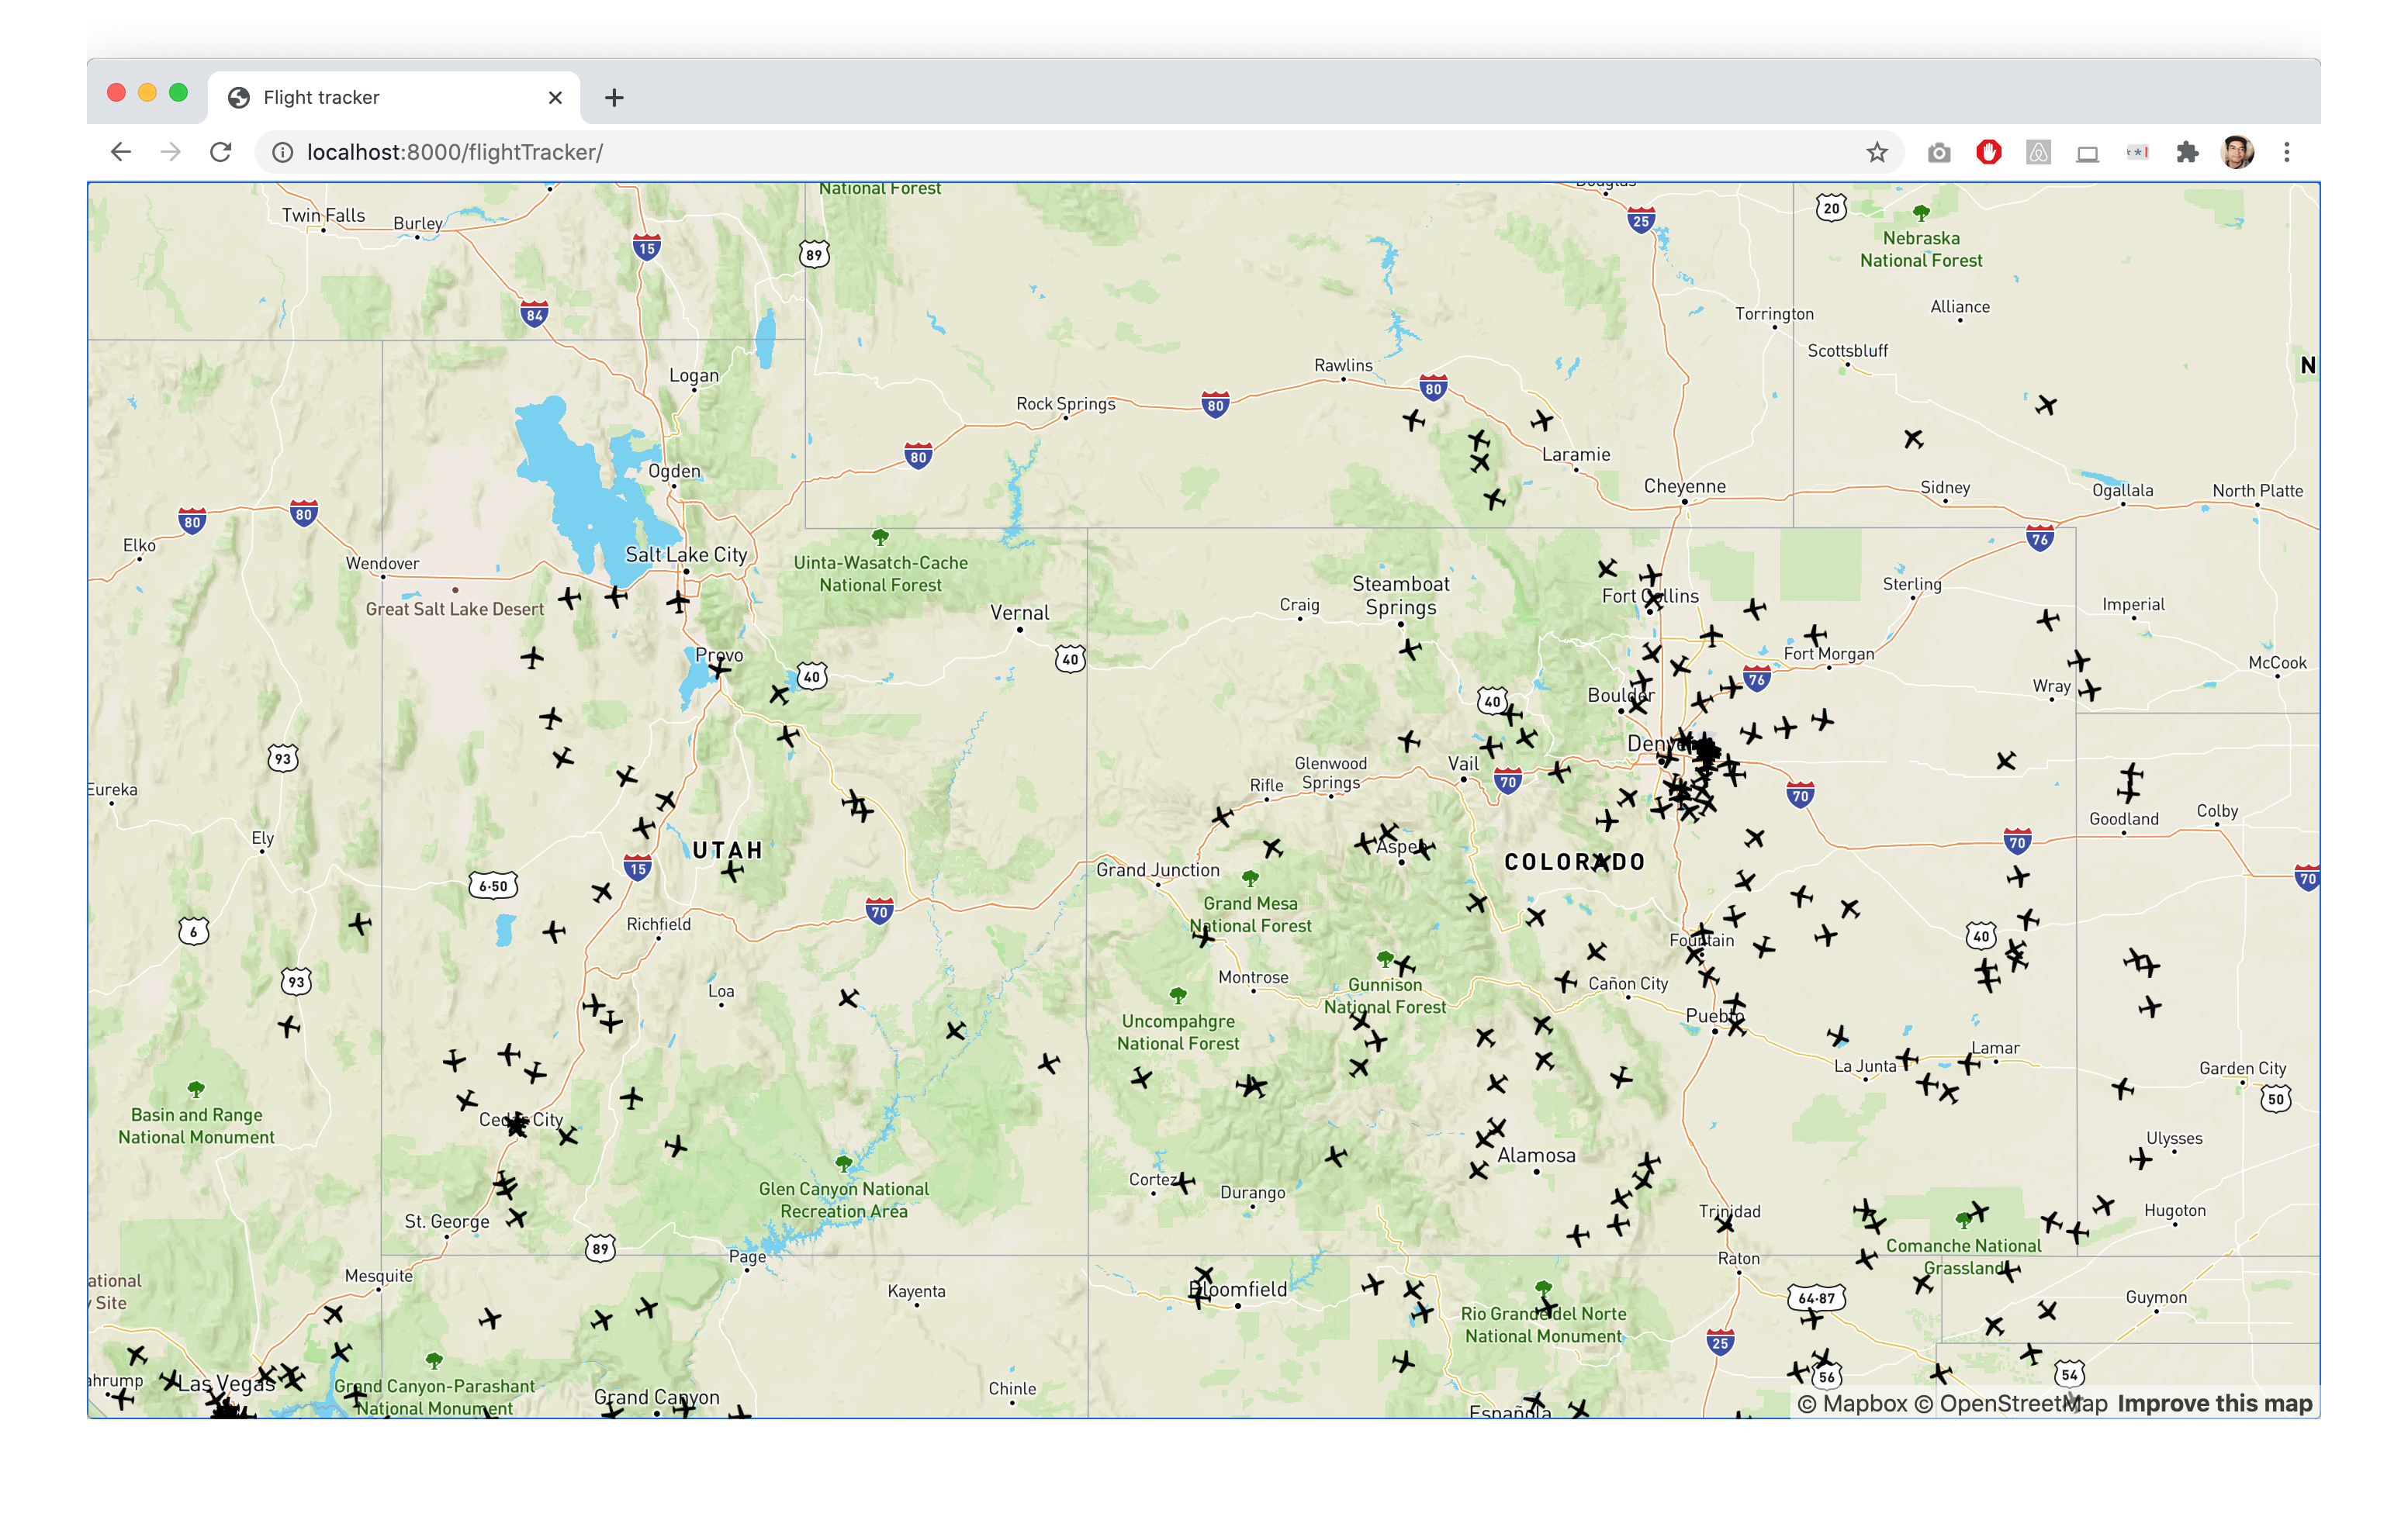 Flight tracker
localhost:8000/flightTracker/
National Forest
Douglas
Twin Falls
Burley
15
89
25
20
Nebraska
National Forest
84
Torrington
Alliance
Scottsbluff
N
Logan
Rawlins
80
Rock Springs
80
80
Laramie
Ogden
Cheyenne
Sidney
Ogallala
North Platte
80
80
Elko
Wendover
Salt Lake City
Uinta-Wasatch-Cache
National Forest
76
Great Salt Lake Desert
Vernal
Craig
Steamboat
Springs
Fort Collins
Sterling
Imperial
Provo
40
40
Fort Morgan
76
McCook
Wray
40
Boulder
93
Denver
Eureka
Glenwood
Springs
Vail
70
Rifle
70
Goodland
Colby
Ely
15
UTAH
Grand Junction
Aspen
COLORADO
70
70
6-50
70
Grand Mesa
National Forest
6
Richfield
Fountain
40
93
Loa
Montrose
Gunnison
National Forest
Cañon City
Uncompahgre
National Forest
Pueblo
La Junta
Lamar
Garden City
50
Basin and Range
National Monument
Cedar City
Ulysses
Alamosa
Glen Canyon National
Recreation Area
Cortez
Durango
St. George
89
Trinidad
Hugoton
Comanche National
Grassland
Page
Raton
Mesquite
ational
Site
Kayenta
Bloomfield
64-87
Guymon
Rio Grande del Norte
National Monument
25
ahrump
Las Vegas
Grand Canyon-Parashant
National Monument
Grand Canyon
Chinle
Española
56
54
© Mapbox © OpenStreetMap Improve this map